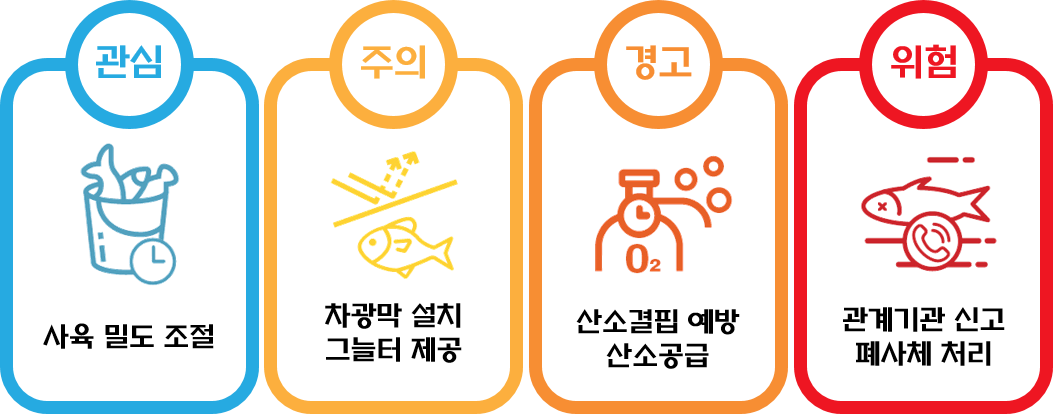 관심
사육 밀도 조절
주의
차광막 설치
그늘터 제공
경고
O₂
산소결핍 예방
산소공급
위험
관계기관 신고
폐사체 처리